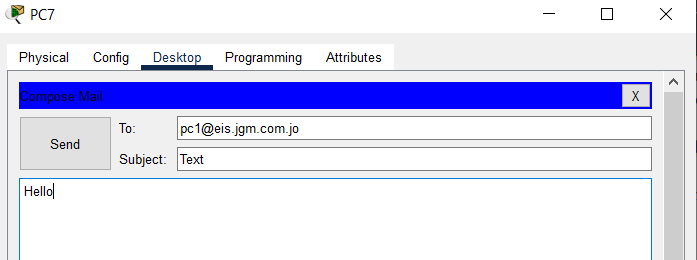 PC7
Physical Config Desktop Programming Attributes
Compose Mail X
Send
To: pc1@eis.jgm.com.jo
Subject: Text
Hello